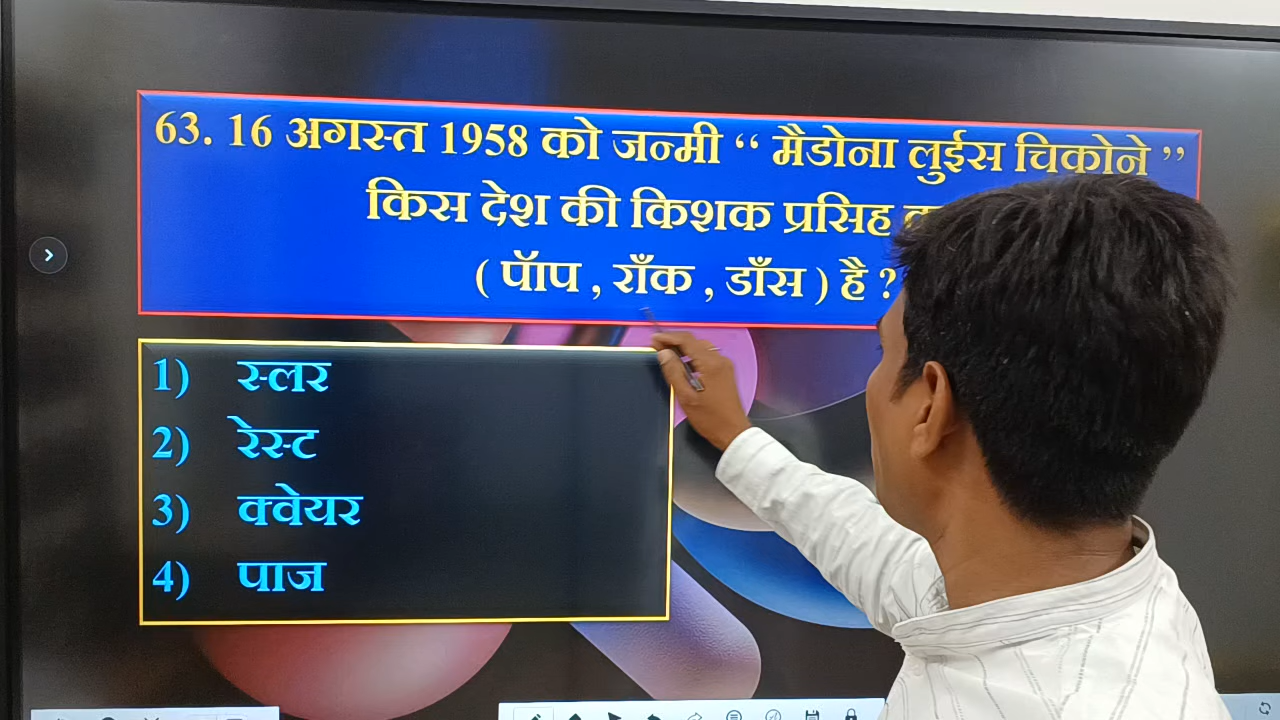 63. 16 अगस्त 1958 को जन्मी “ मैडोना लुईस चिकोने ”
किस देश की किशक प्रसिह
( पॅाप , रॉंक , डॉंस ) है ?
1) स्लर
2) रेस्ट
3) क्वेयर
4) पाज